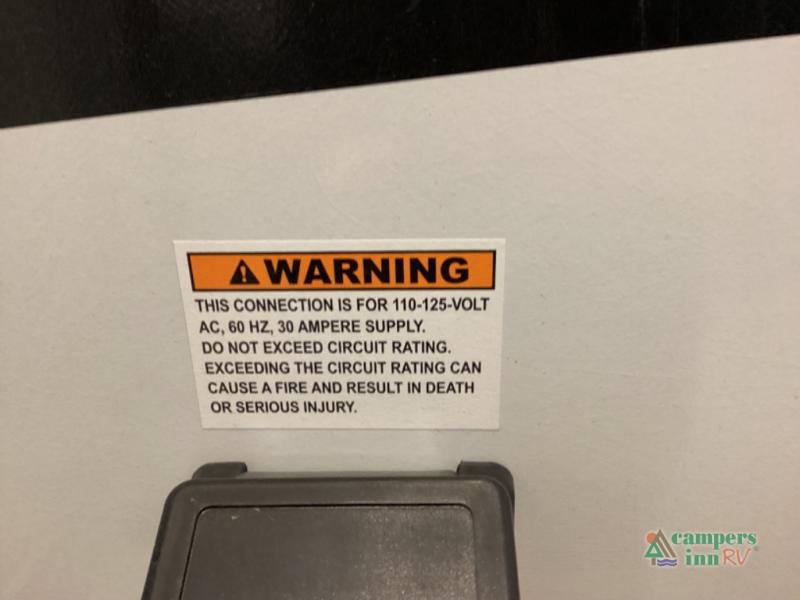 WARNING
THIS CONNECTION IS FOR 110-125-VOLT
AC, 60 HZ, 30 AMPERE SUPPLY.
DO NOT EXCEED CIRCUIT RATING.
EXCEEDING THE CIRCUIT RATING CAN
CAUSE A FIRE AND RESULT IN DEATH
OR SERIOUS INJURY.
campers
inn RV